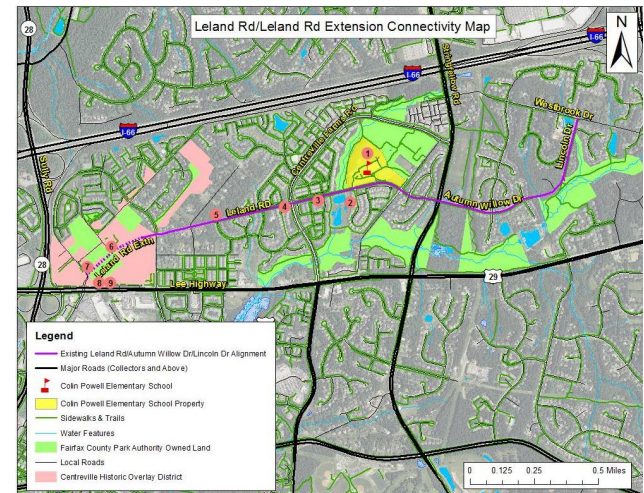 Leland Rd/Leland Rd Extension Connectivity Map
N
28
I-66
I-66
I-66
Stringfellow Rd
Westbrook Dr
Lincoln Dr
Centreville Farms Rd
1
Sully Rd
Autumn Willow Dr
5
Leland RD
4
3
2
6
Leland Rd Extn
7
28
8
9
Lee Highway
29
Legend
Existing Leland Rd/Autumn Willow Dr/Lincoln Dr Alignment
Major Roads (Collectors and Above)
Colin Powell Elementary School
Colin Powell Elementary School Property
Sidewalks & Trails
Water Features
Fairfax County Park Authority Owned Land
Local Roads
Centreville Historic Overlay District
0 0.125 0.25 0.5 Miles